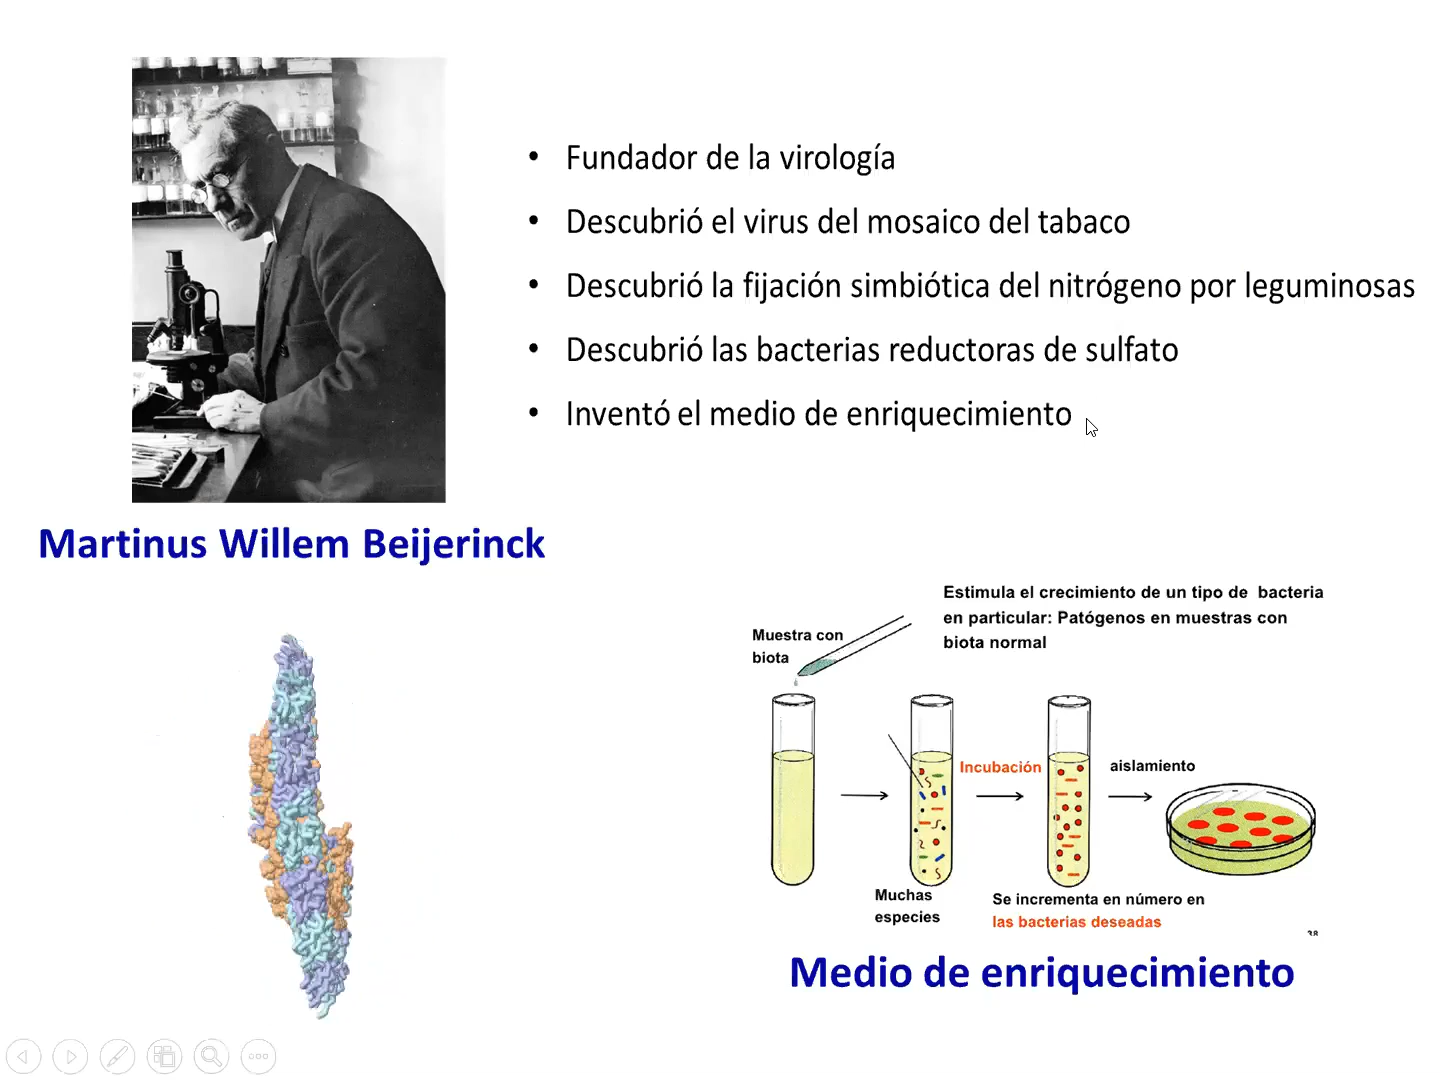 • Fundador de la virología
• Descubrió el virus del mosaico del tabaco
• Descubrió la fijación simbiótica del nitrógeno por leguminosas
• Descubrió las bacterias reductoras de sulfato
• Inventó el medio de enriquecimiento
Martinus Willem Beijerinck
Estimula el crecimiento de un tipo de bacteria
en particular: Patógenos en muestras con
biota normal
Muestra con
biota
Incubación
aislamiento
Muchas
especies
Se incrementa en número en
las bacterias deseadas
38
Medio de enriquecimiento